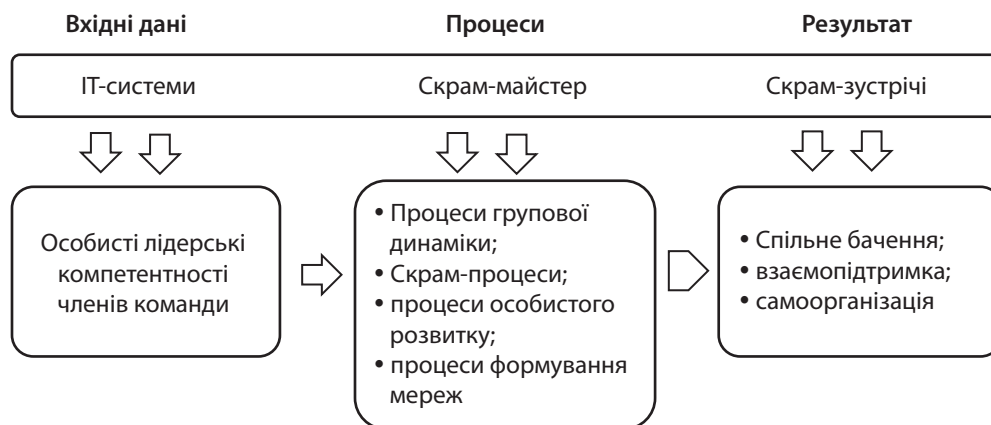 Вхідні дані
Процеси
Результат
ІТ-системи
Скрам-майстер
Скрам-зустрічі
Особисті лідерські
компетентності
членів команди
• Процеси групової
динаміки;
• Скрам-процеси;
• процеси особистого
розвитку;
• процеси формування
мереж
• Спільне бачення;
• взаємопідтримка;
• самоорганізація